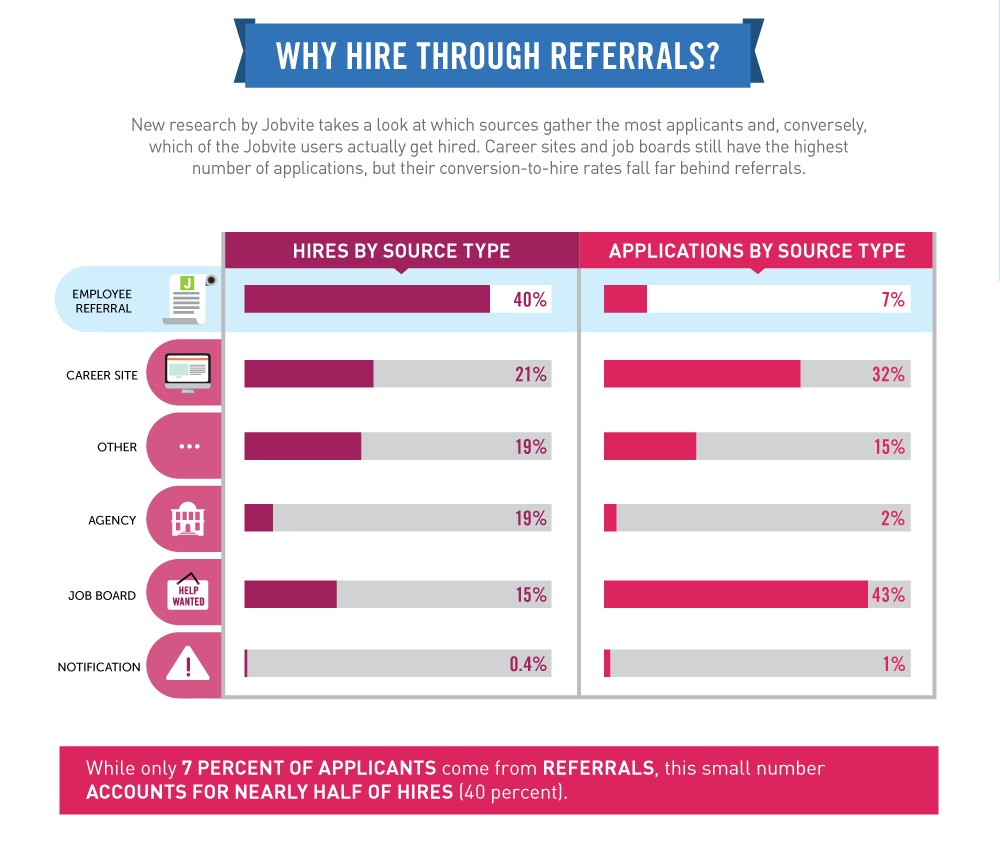 WHY HIRE THROUGH REFERRALS?
New research by Jobvite takes a look at which sources gather the most applicants and, conversely,
which of the Jobvite users actually get hired. Career sites and job boards still have the highest
number of applications, but their conversion-to-hire rates fall far behind referrals.
HIRES BY SOURCE TYPE
APPLICATIONS BY SOURCE TYPE
EMPLOYEE
REFERRAL
J
40%
7%
CAREER SITE
21%
32%
OTHER
19%
15%
AGENCY
19%
2%
JOB BOARD
HELP
WANTED
15%
43%
NOTIFICATION
0.4%
1%
While only 7 PERCENT OF APPLICANTS come from REFERRALS, this small number
ACCOUNTS FOR NEARLY HALF OF HIRES (40 percent).